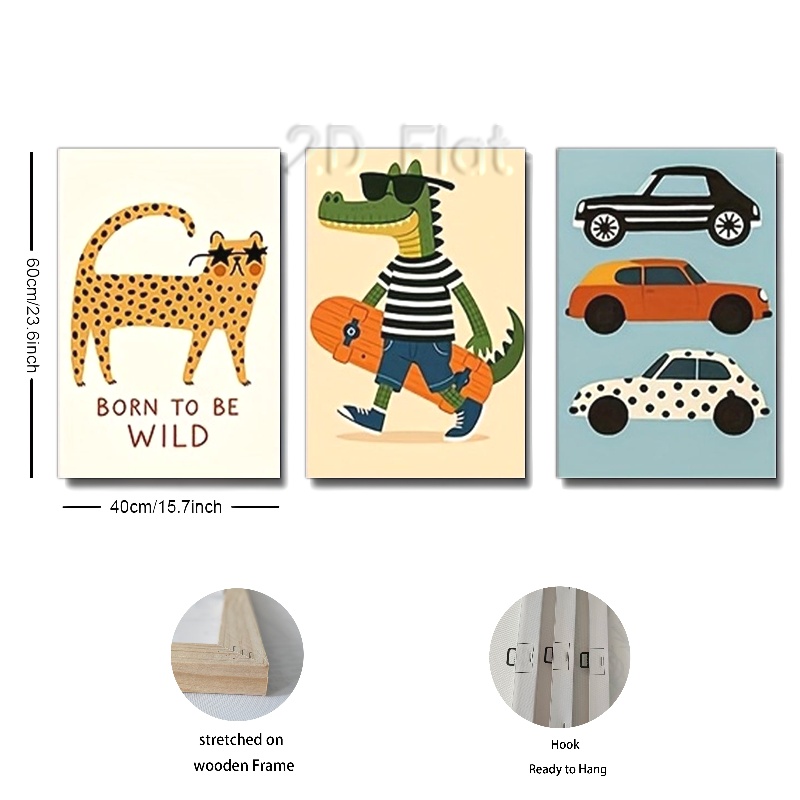 2D Flat
60cm/23.6inch
BORN TO BE
WILD
40cm/15.7inch
stretched on
wooden Frame
Hook
Ready to Hang